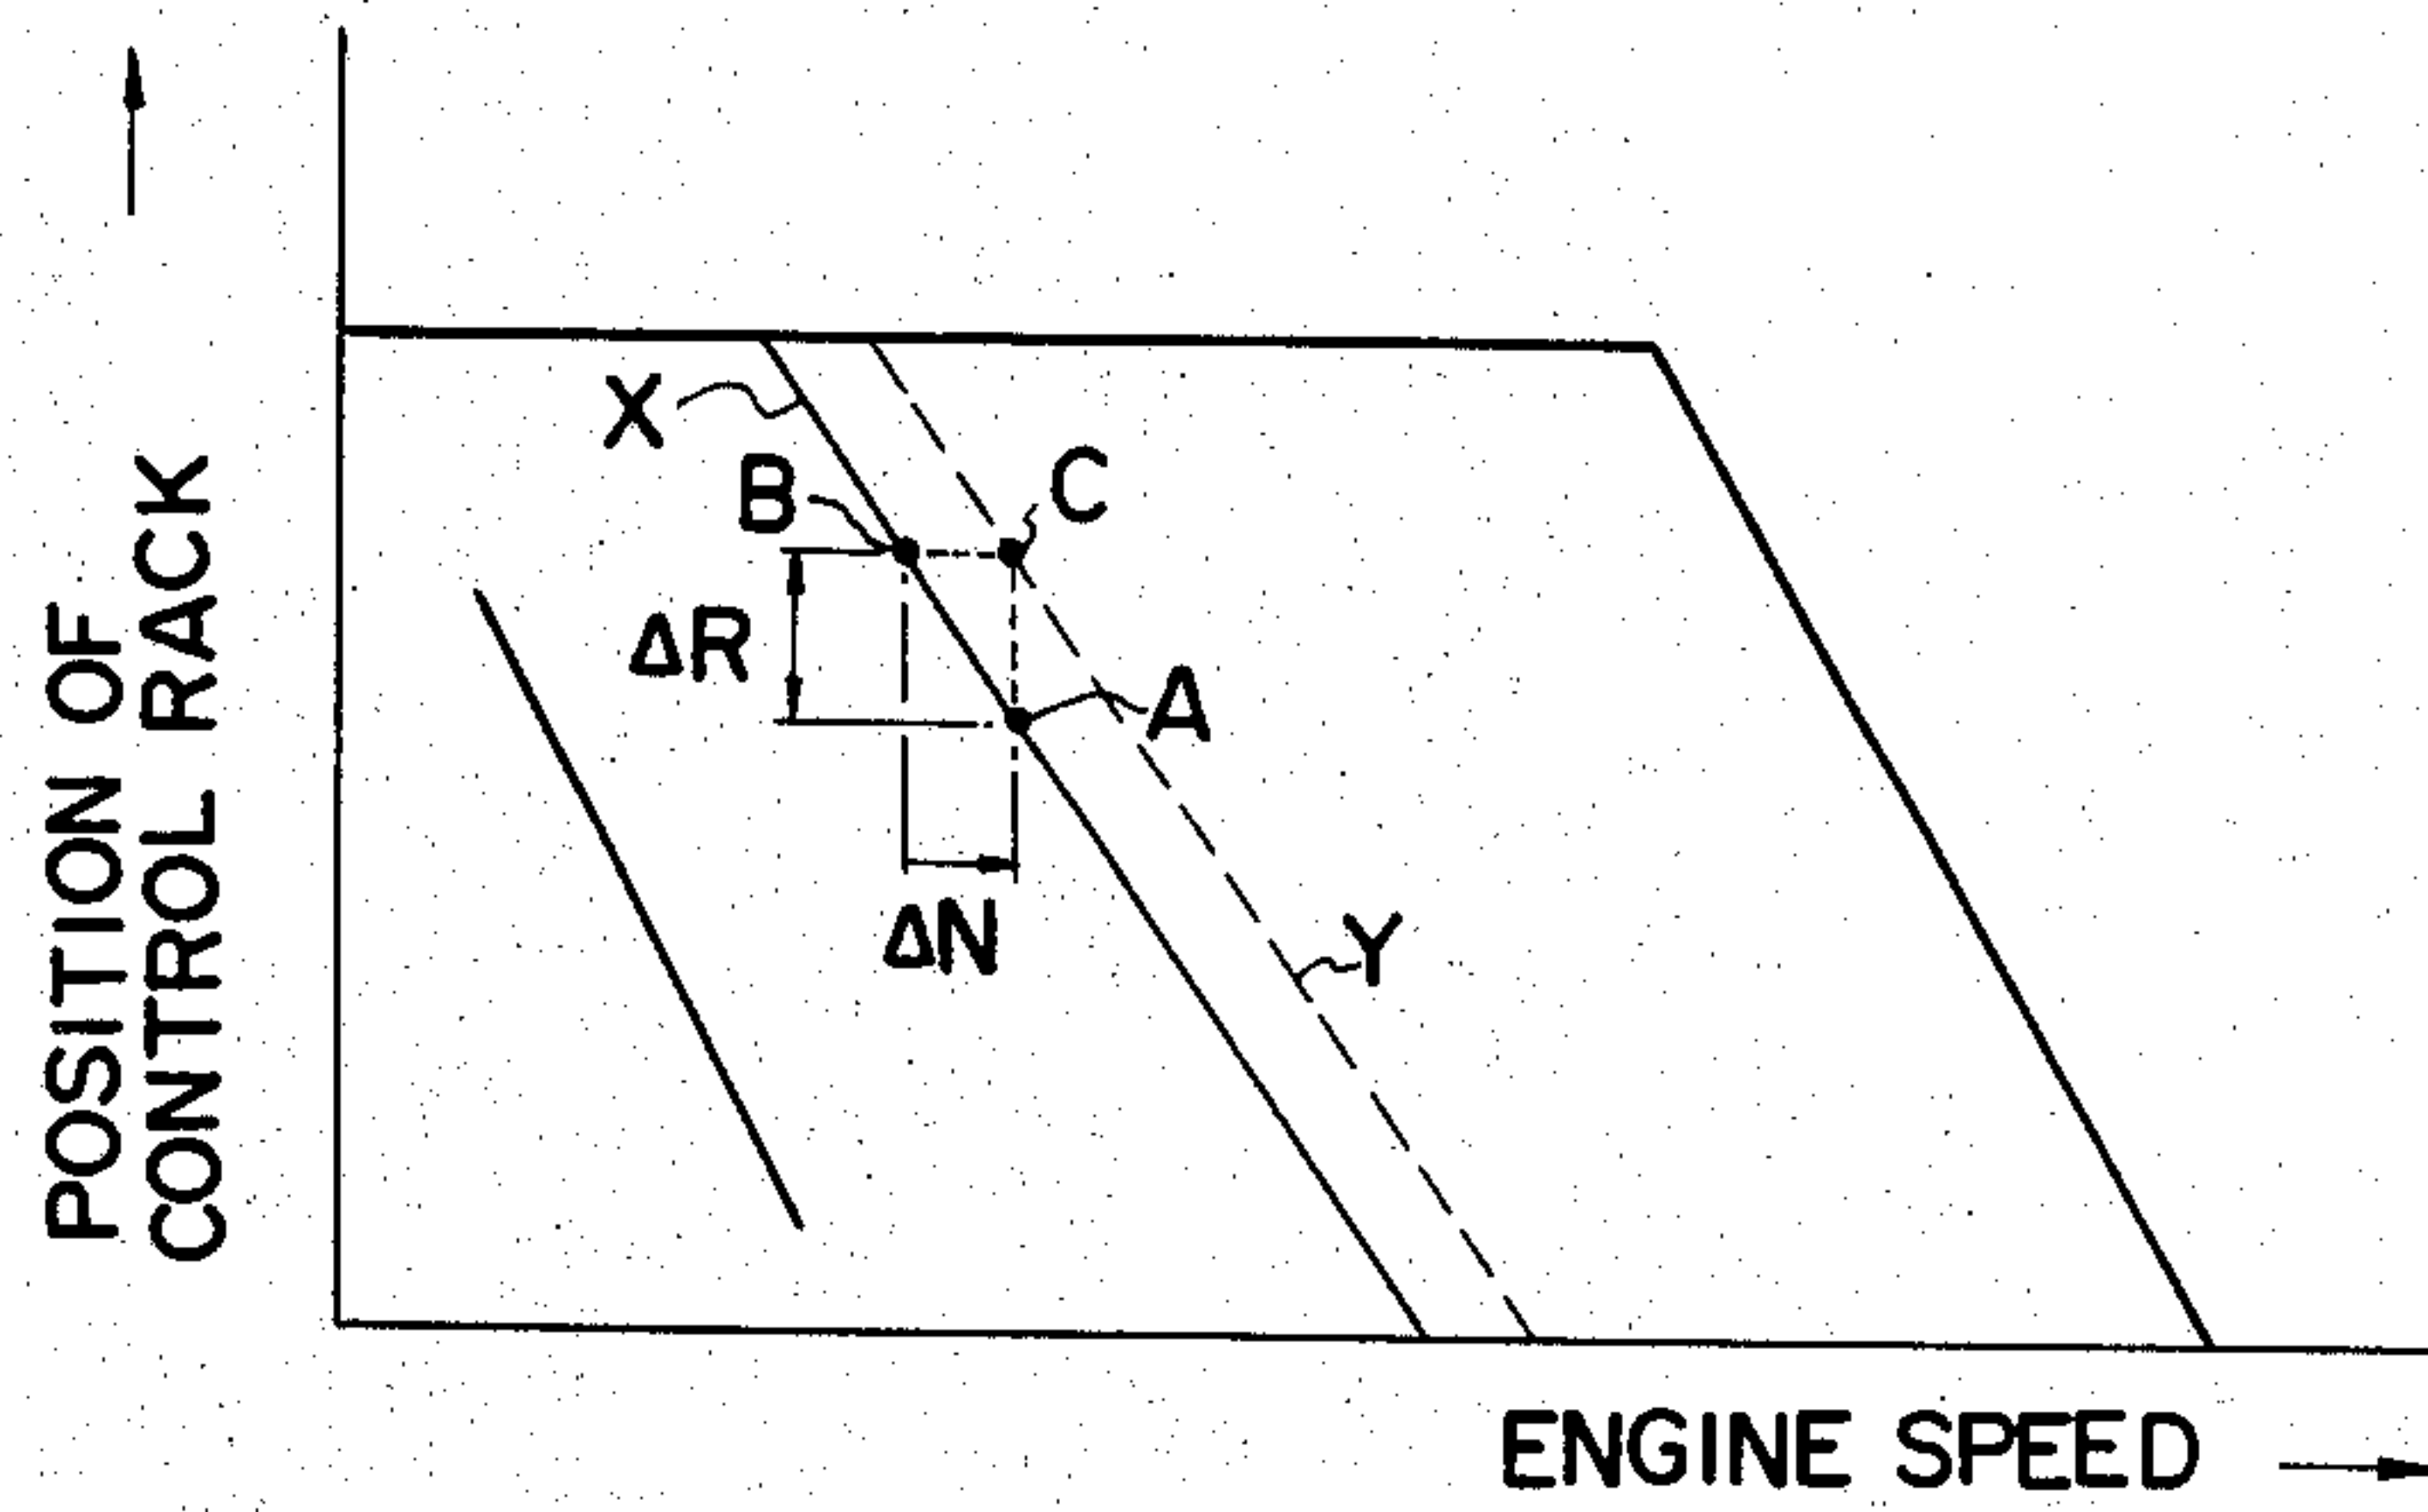 POSITION OF
CONTROL RACK
X
B
C
ΔR
A
ΔN
Y
ENGINE SPEED